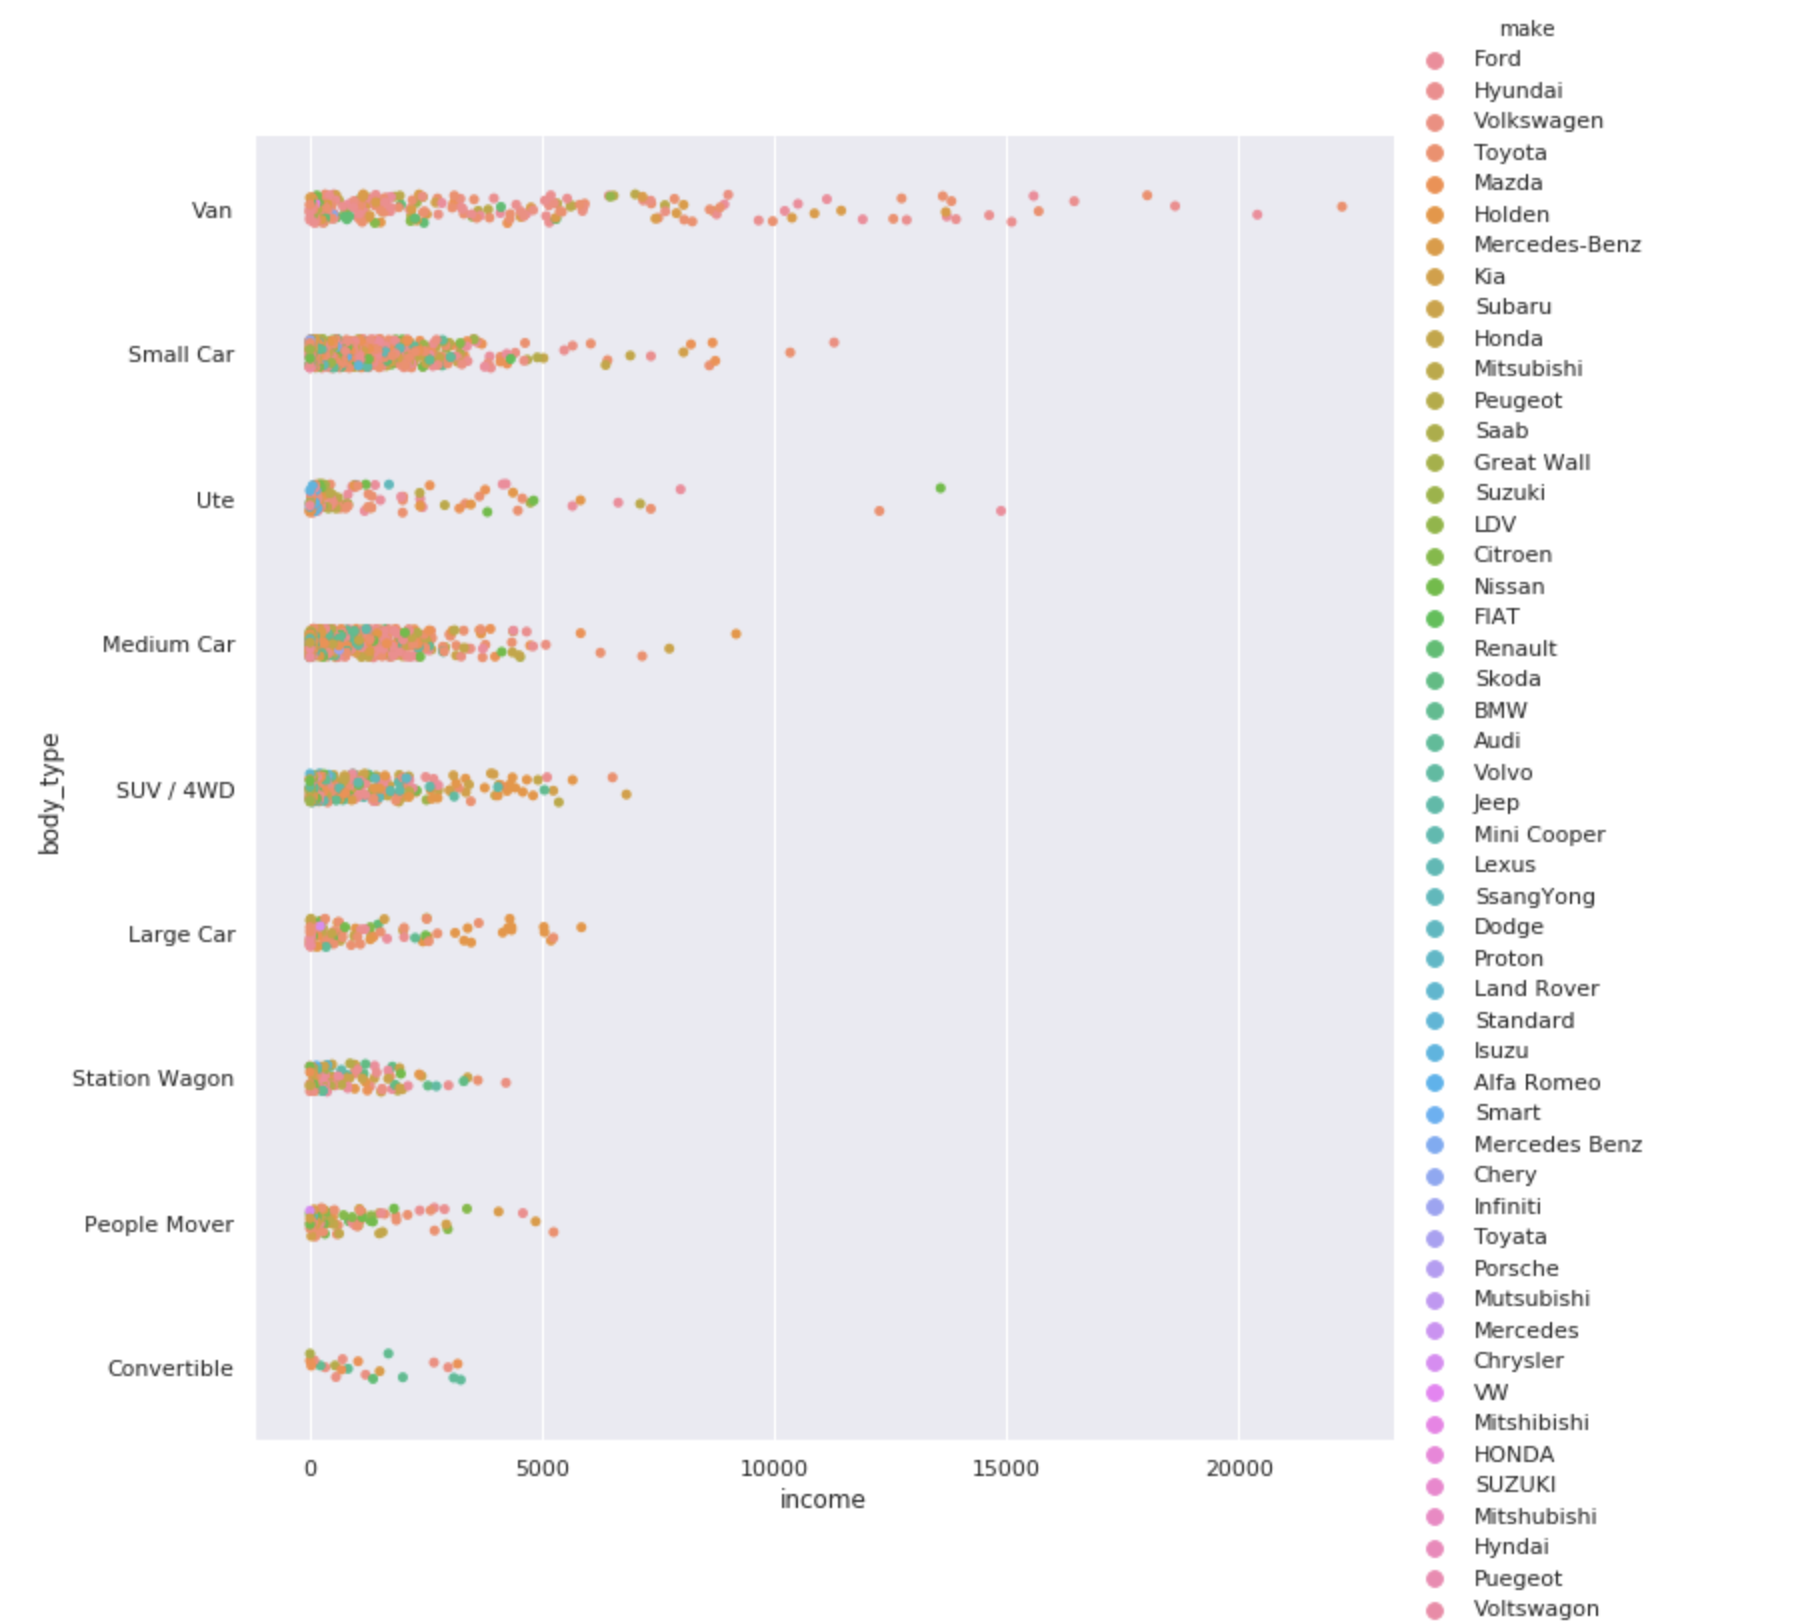 make
Ford
Hyundai
Volkswagen
Toyota
Mazda
Holden
Mercedes-Benz
Kia
Subaru
Honda
Mitsubishi
Peugeot
Saab
Great Wall
Suzuki
LDV
Citroen
Nissan
FIAT
Renault
Skoda
BMW
Audi
Volvo
Jeep
Mini Cooper
Lexus
SsangYong
Dodge
Proton
Land Rover
Standard
Isuzu
Alfa Romeo
Smart
Mercedes Benz
Chery
Infiniti
Toyata
Porsche
Mutsubishi
Mercedes
Chrysler
VW
Mitshibishi
HONDA
SUZUKI
Mitshubishi
Hyndai
Puegeot
Voltswagon
body_type
Van
Small Car
Ute
Medium Car
SUV / 4WD
Large Car
Station Wagon
People Mover
Convertible
0 5000 10000 15000 20000
income